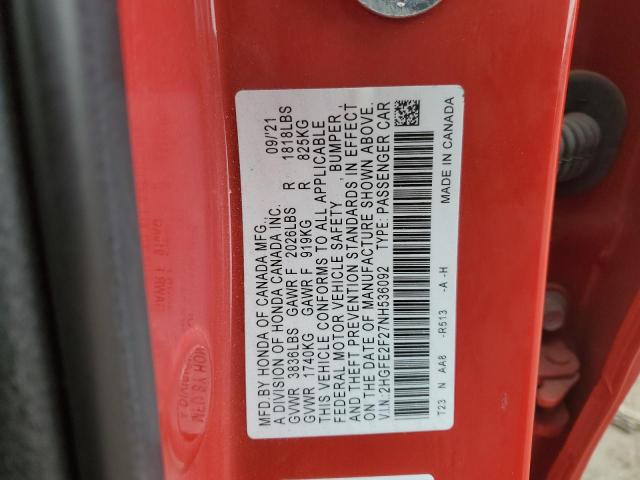 MFD.BY HONDA OF CANADA MFG., 09/'21
A DIVISION OF HONDA CANADA INC.
GVWR 3836LBS GAWR F 2026LBS R 1818LBS
GVWR 1740KG GAWR F 919KG R 825KG
THIS VEHICLE CONFORMS TO ALL APPLICABLE
FEDERAL MOTOR VEHICLE SAFETY , BUMPER ,
AND THEFT PREVENTION STANDARDS IN EFFECT
ON THE DATE OF MANUFACTURE SHOWN ABOVE.
V.I.N.:2HGFE2F27NH536092 TYPE: PASSENGER CAR
T23 N AA8 -R513 -A -H MADE IN CANADA